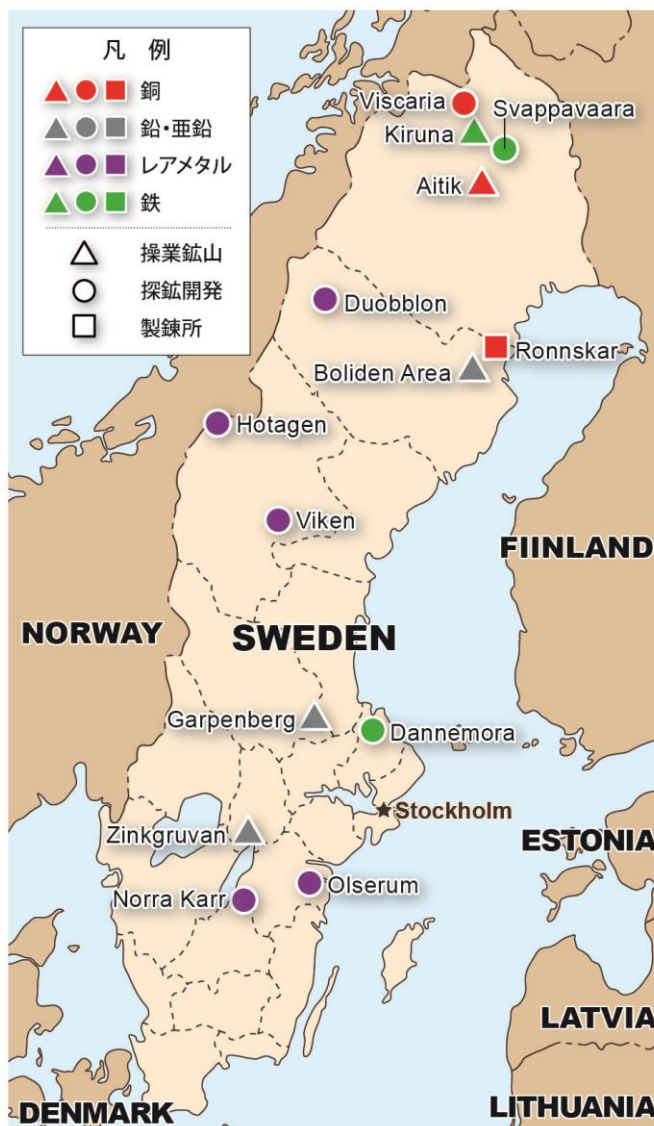 凡 例
銅
鉛・亜鉛
レアメタル
鉄
操業鉱山
探鉱開発
製錬所
Viscaria
Svappavaara
Kiruna
Aitik
Duobblon
Ronnskar
Boliden Area
Hotagen
Viken
FIINLAND
NORWAY
SWEDEN
Garpenberg
Dannemora
Stockholm
Zinkgruvan
ESTONIA
Norra Karr
Olserum
LATVIA
LITHUANIA
DENMARK